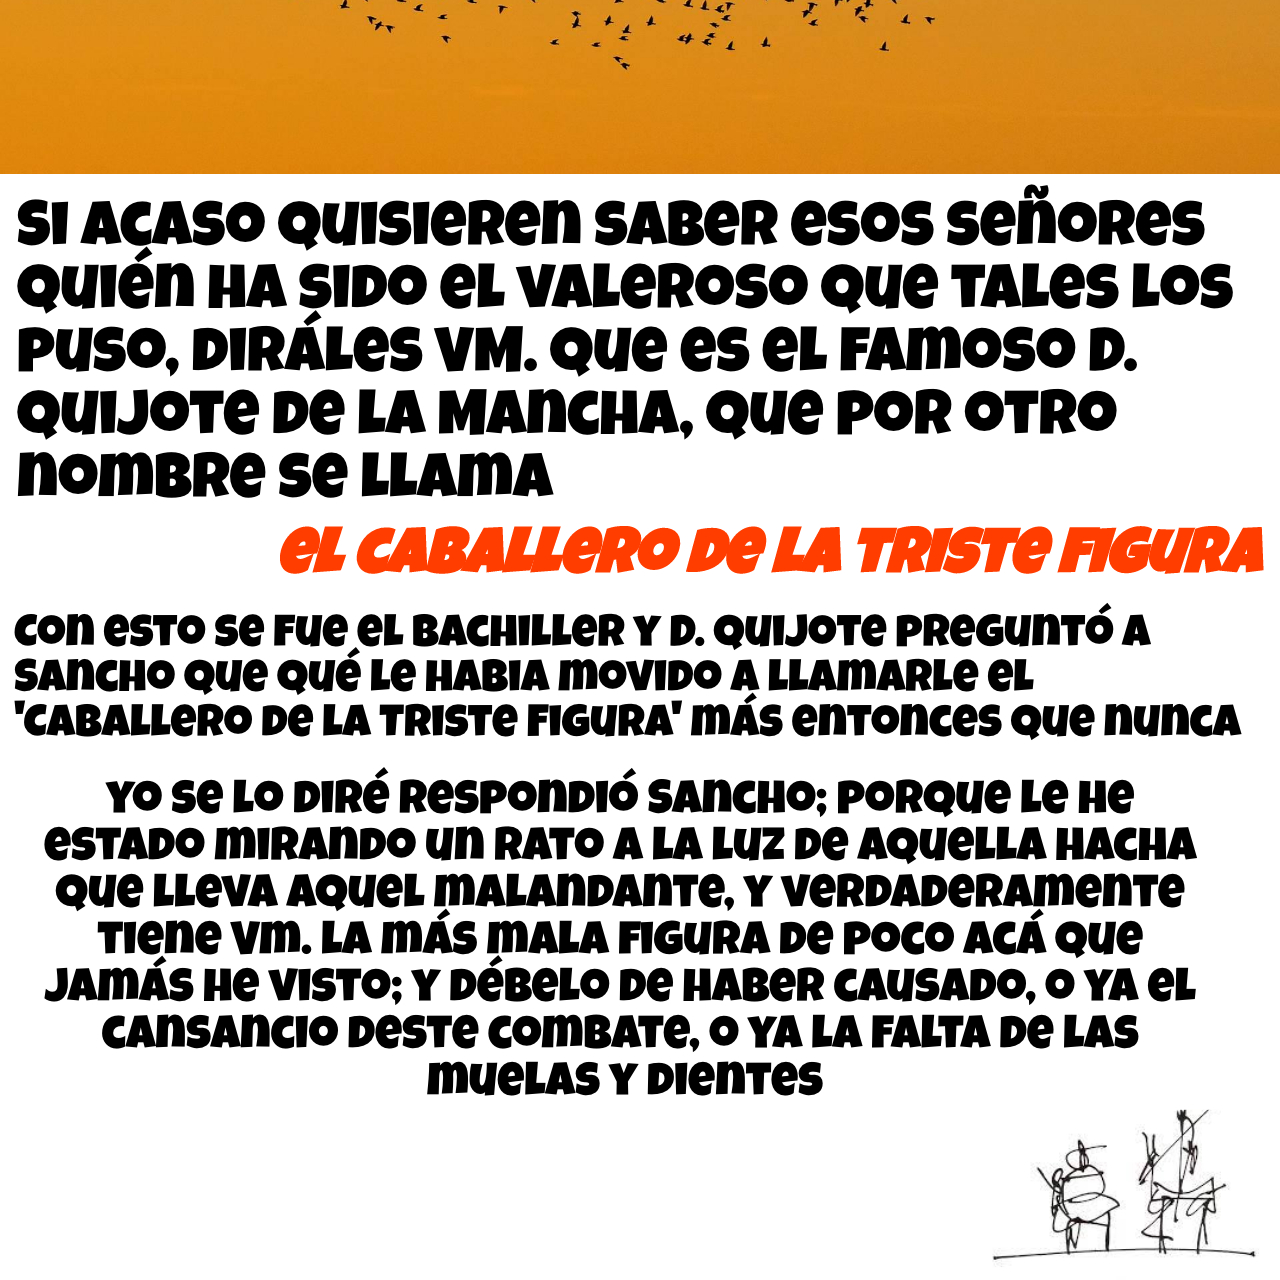 Si acaso quisieren saber esos señores
quién ha sido el valeroso que tales los
puso, diráles VM. que es el famoso D.
Quijote de la Mancha, que por otro
nombre se llama
el Caballero de la Triste Figura
Con esto se fue el bachiller y D. Quijote preguntó a
Sancho que qué le habia movido a llamarle el
'Caballero de la Triste Figura' más entonces que nunca
Yo se lo diré respondió Sancho; porque le he
estado mirando un rato a la luz de aquella hacha
que lleva aquel malandante, y verdaderamente
tiene vm. la más mala figura de poco acá que
jamás he visto; y débelo de haber causado, o ya el
cansancio deste combate, o ya la falta de las
muelas y dientes